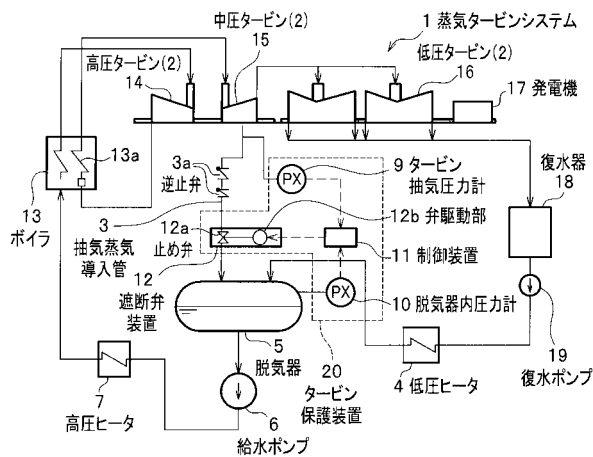 1 蒸気タービンシステム
中圧タービン(2)
15
高圧タービン(2)
14
低圧タービン(2)
16
17 発電機
13a
13
ボイラ
3a
逆止弁
3
抽気蒸気
導入管
9 タービン
抽気圧力計
PX
復水器
18
12a
止め弁
12
遮断弁
装置
12b 弁駆動部
11 制御装置
PX
10 脱気器内圧力計
5
脱気器
20
タービン
保護装置
4 低圧ヒータ
19
復水ポンプ
7
高圧ヒータ
6
給水ポンプ